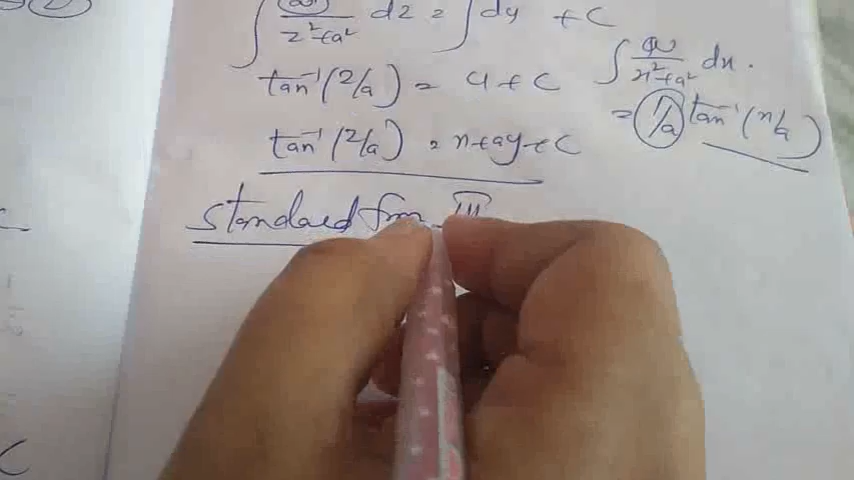 ∫ a/(z²+a²) dz = ∫ dy + C
tan⁻¹(z/a) = u + C
tan⁻¹(z/a) = x + ay + C
∫ a/(x²+a²) dx.
= (1/a) tan⁻¹(x/a)
Standard form III
C